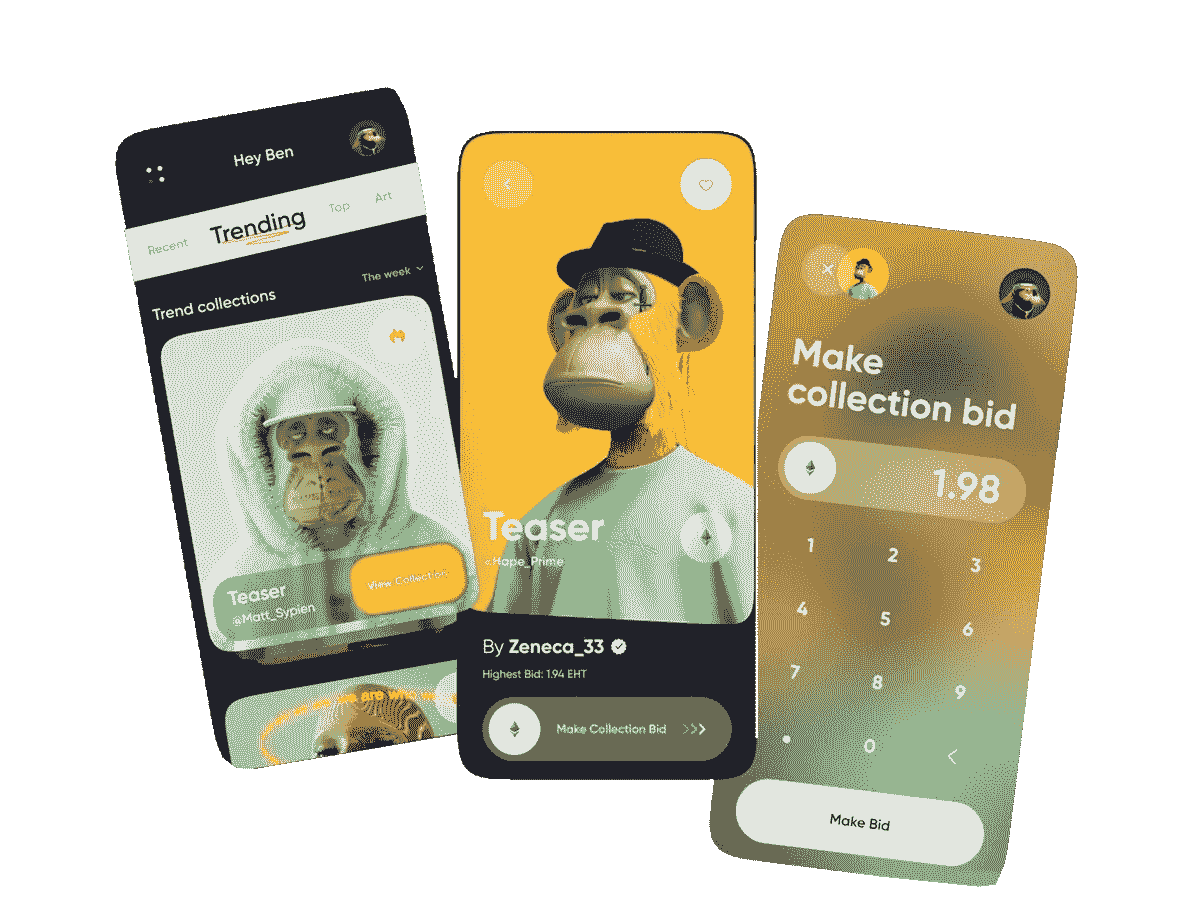 Hey Ben
Recent
Trending
Top
Art
The week
Trend collections
Teaser
@Matt_Sypien
View Collection
Teaser
@Hape_Prime
By Zeneca_33
Highest Bid: 1.94 EHT
Make Collection Bid
Make
collection bid
1.98
1 2 3
4 5 6
7 8 9
0
Make Bid